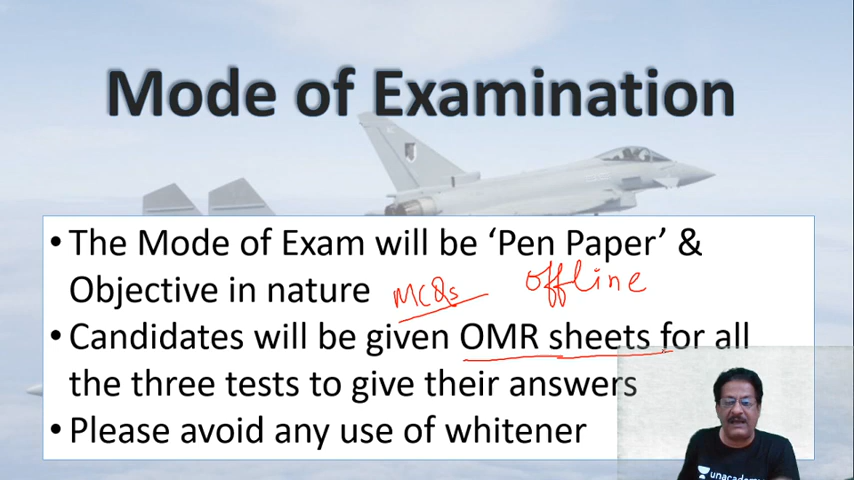 Mode of Examination
• The Mode of Exam will be ‘Pen Paper’ &
Objective in nature MCQs offline
• Candidates will be given OMR sheets for all
the three tests to give their answers
• Please avoid any use of whitener
unacademy